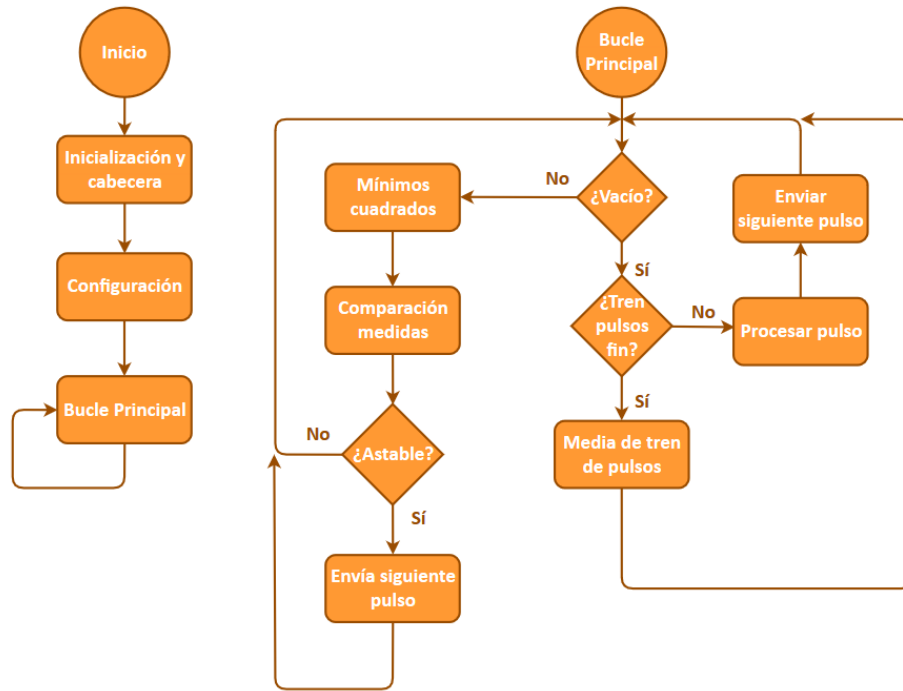 Inicio
Inicialización y
cabecera
Configuración
Bucle Principal
Bucle
Principal
¿Vacío?
No
Sí
Mínimos
cuadrados
Comparación
medidas
¿Astable?
No
Sí
Envía siguiente
pulso
¿Tren
pulsos
fin?
No
Sí
Procesar pulso
Enviar
siguiente pulso
Media de tren
de pulsos